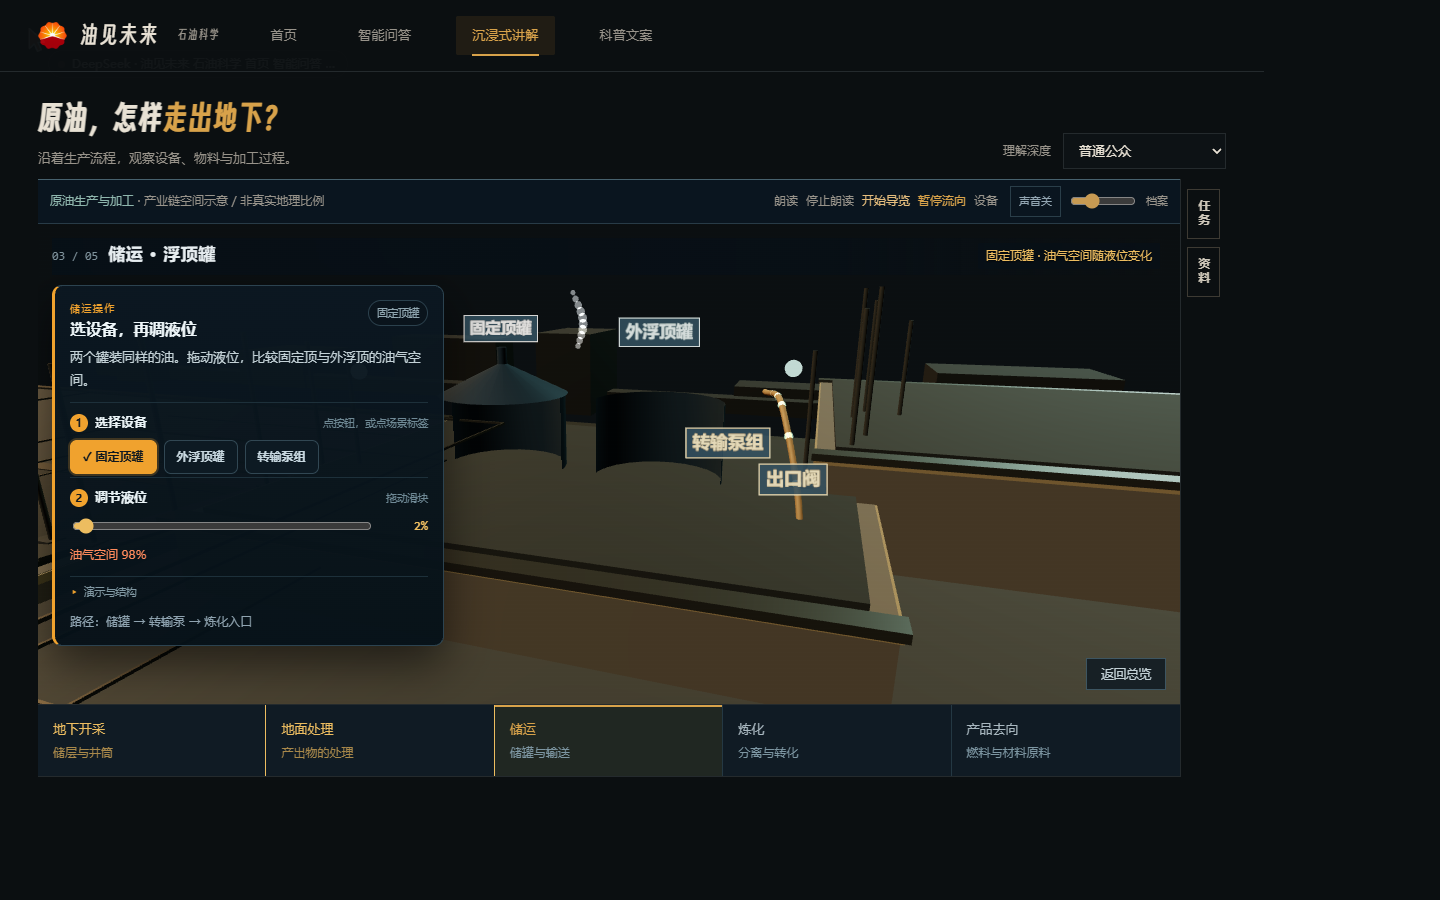 油见未来 石油科学 首页 智能问答 沉浸式讲解 科普文案
原油，怎样走出地下？
沿着生产流程，观察设备、物料与加工过程。
理解深度 普通公众
原油生产与加工 · 产业链空间示意 / 非真实地理比例
朗读 停止朗读 开始导览 暂停流向 设备 声音关 档案
任务
资料
03 / 05 储运 • 浮顶罐
固定顶罐 · 油气空间随液位变化
储运操作
固定顶罐
选设备，再调液位
两个罐装同样的油。拖动液位，比较固定顶与外浮顶的油气空
间。
1 选择设备 点按钮，或点场景标签
✓ 固定顶罐 外浮顶罐 转输泵组
2 调节液位 拖动滑块
2%
油气空间 98%
▸ 演示与结构
路径：储罐 → 转输泵 → 炼化入口
固定顶罐
外浮顶罐
转输泵组
出口阀
返回总览
地下开采 地面处理 储运 炼化 产品去向
储层与井筒 产出物的处理 储罐与输送 分离与转化 燃料与材料原料